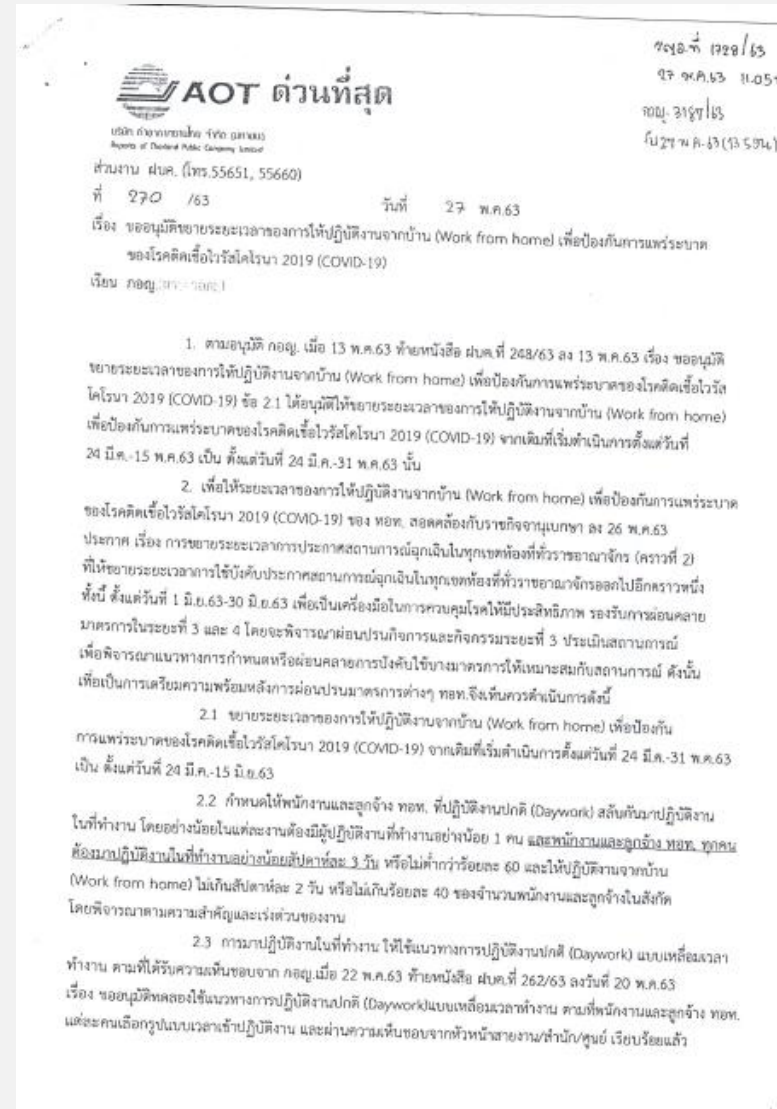 27 พ.ค.63
AOT ด่วนที่สุด
บริษัท ท่าอากาศยานไทย จำกัด (มหาชน)
Airports of Thailand Public Company Limited
ส่วนงาน ฝบค. (โทร.55651, 55660)
ที่ 270 /63 วันที่ 27 พ.ค.63
เรื่อง ขออนุมัติขยายระยะเวลาของการให้ปฏิบัติงานจากบ้าน (Work from home) เพื่อป้องกันการแพร่ระบาด
ของโรคติดเชื้อไวรัสโคโรนา 2019 (COVID-19)
เรียน กอญ.
1. ตามอนุมัติ กอญ. เมื่อ 13 พ.ค.63 ท้ายหนังสือ ฝบค.ที่ 248/63 ลง 13 พ.ค.63 เรื่อง ขออนุมัติ
ขยายระยะเวลาของการให้ปฏิบัติงานจากบ้าน (Work from home) เพื่อป้องกันการแพร่ระบาดของโรคติดเชื้อไวรัส
โคโรนา 2019 (COVID-19) ข้อ 2.1 ได้อนุมัติให้ขยายระยะเวลาของการให้ปฏิบัติงานจากบ้าน (Work from home)
เพื่อป้องกันการแพร่ระบาดของโรคติดเชื้อไวรัสโคโรนา 2019 (COVID-19) จากเดิมที่เริ่มดำเนินการตั้งแต่วันที่
24 มี.ค.-15 พ.ค.63 เป็น ตั้งแต่วันที่ 24 มี.ค.-31 พ.ค.63 นั้น
2. เพื่อให้ระยะเวลาของการให้ปฏิบัติงานจากบ้าน (Work from home) เพื่อป้องกันการแพร่ระบาด
ของโรคติดเชื้อไวรัสโคโรนา 2019 (COVID-19) ของ ทอท. สอดคล้องกับราชกิจจานุเบกษา ลง 26 พ.ค.63
ประกาศ เรื่อง การขยายระยะเวลาการประกาศสถานการณ์ฉุกเฉินในทุกเขตท้องที่ทั่วราชอาณาจักร (คราวที่ 2)
ที่ให้ขยายระยะเวลาการใช้บังคับประกาศสถานการณ์ฉุกเฉินในทุกเขตท้องที่ทั่วราชอาณาจักรออกไปอีกคราวหนึ่ง
ทั้งนี้ ตั้งแต่วันที่ 1 มิ.ย.63-30 มิ.ย.63 เพื่อเป็นเครื่องมือในการควบคุมโรคให้มีประสิทธิภาพ รองรับการผ่อนคลาย
มาตรการในระยะที่ 3 และ 4 โดยจะพิจารณาผ่อนปรนกิจการและกิจกรรมระยะที่ 3 ประเมินสถานการณ์
เพื่อพิจารณาแนวทางการกำหนดหรือผ่อนคลายการบังคับใช้บางมาตรการให้เหมาะสมกับสถานการณ์ ดังนั้น
เพื่อเป็นการเตรียมความพร้อมหลังการผ่อนปรนมาตรการต่างๆ ทอท.จึงเห็นควรดำเนินการดังนี้
2.1 ขยายระยะเวลาของการให้ปฏิบัติงานจากบ้าน (Work from home) เพื่อป้องกัน
การแพร่ระบาดของโรคติดเชื้อไวรัสโคโรนา 2019 (COVID-19) จากเดิมที่เริ่มดำเนินการตั้งแต่วันที่ 24 มี.ค.-31 พ.ค.63
เป็น ตั้งแต่วันที่ 24 มี.ค.-15 มิ.ย.63
2.2 กำหนดให้พนักงานและลูกจ้าง ทอท. ที่ปฏิบัติงานปกติ (Daywork) สลับกันมาปฏิบัติงาน
ในที่ทำงาน โดยอย่างน้อยในแต่ละงานต้องมีผู้ปฏิบัติงานที่ทำงานอย่างน้อย 1 คน และพนักงานและลูกจ้าง ทอท. ทุกคน
ต้องมาปฏิบัติงานในที่ทำงานอย่างน้อยสัปดาห์ละ 3 วัน หรือไม่ต่ำกว่าร้อยละ 60 และให้ปฏิบัติงานจากบ้าน
(Work from home) ไม่เกินสัปดาห์ละ 2 วัน หรือไม่เกินร้อยละ 40 ของจำนวนพนักงานและลูกจ้างในสังกัด
โดยพิจารณาตามความสำคัญและเร่งด่วนของงาน
2.3 การมาปฏิบัติงานในที่ทำงาน ให้ใช้แนวทางการปฏิบัติงานปกติ (Daywork) แบบเหลื่อมเวลา
ทำงาน ตามที่ได้รับความเห็นชอบจาก กอญ.เมื่อ 22 พ.ค.63 ท้ายหนังสือ ฝบค.ที่ 262/63 ลงวันที่ 20 พ.ค.63
เรื่อง ขออนุมัติทดลองใช้แนวทางการปฏิบัติงานปกติ (Daywork)แบบเหลื่อมเวลาทำงาน ตามที่พนักงานและลูกจ้าง ทอท.
แต่ละคนเลือกรูปแบบเวลาเข้าปฏิบัติงาน และผ่านความเห็นชอบจากหัวหน้าสายงาน/สำนัก/ศูนย์ เรียบร้อยแล้ว